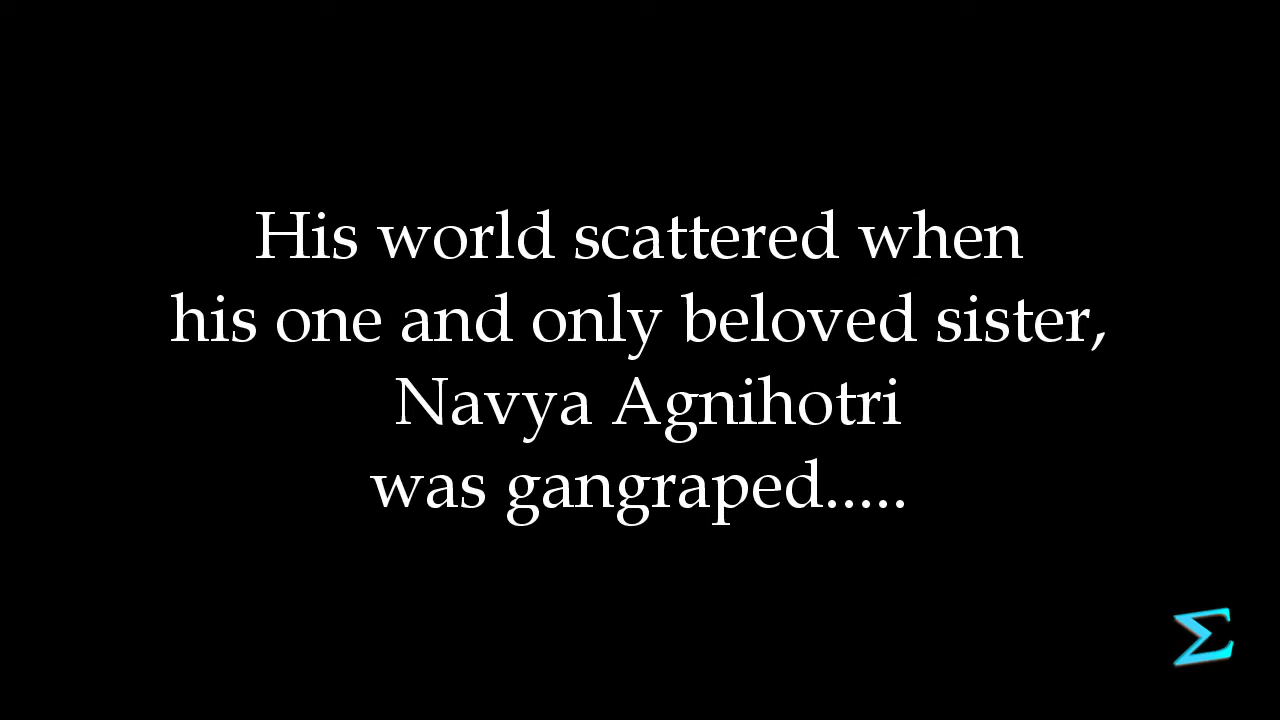 His world scattered when
his one and only beloved sister,
Navya Agnihotri
was gangraped.....
Σ